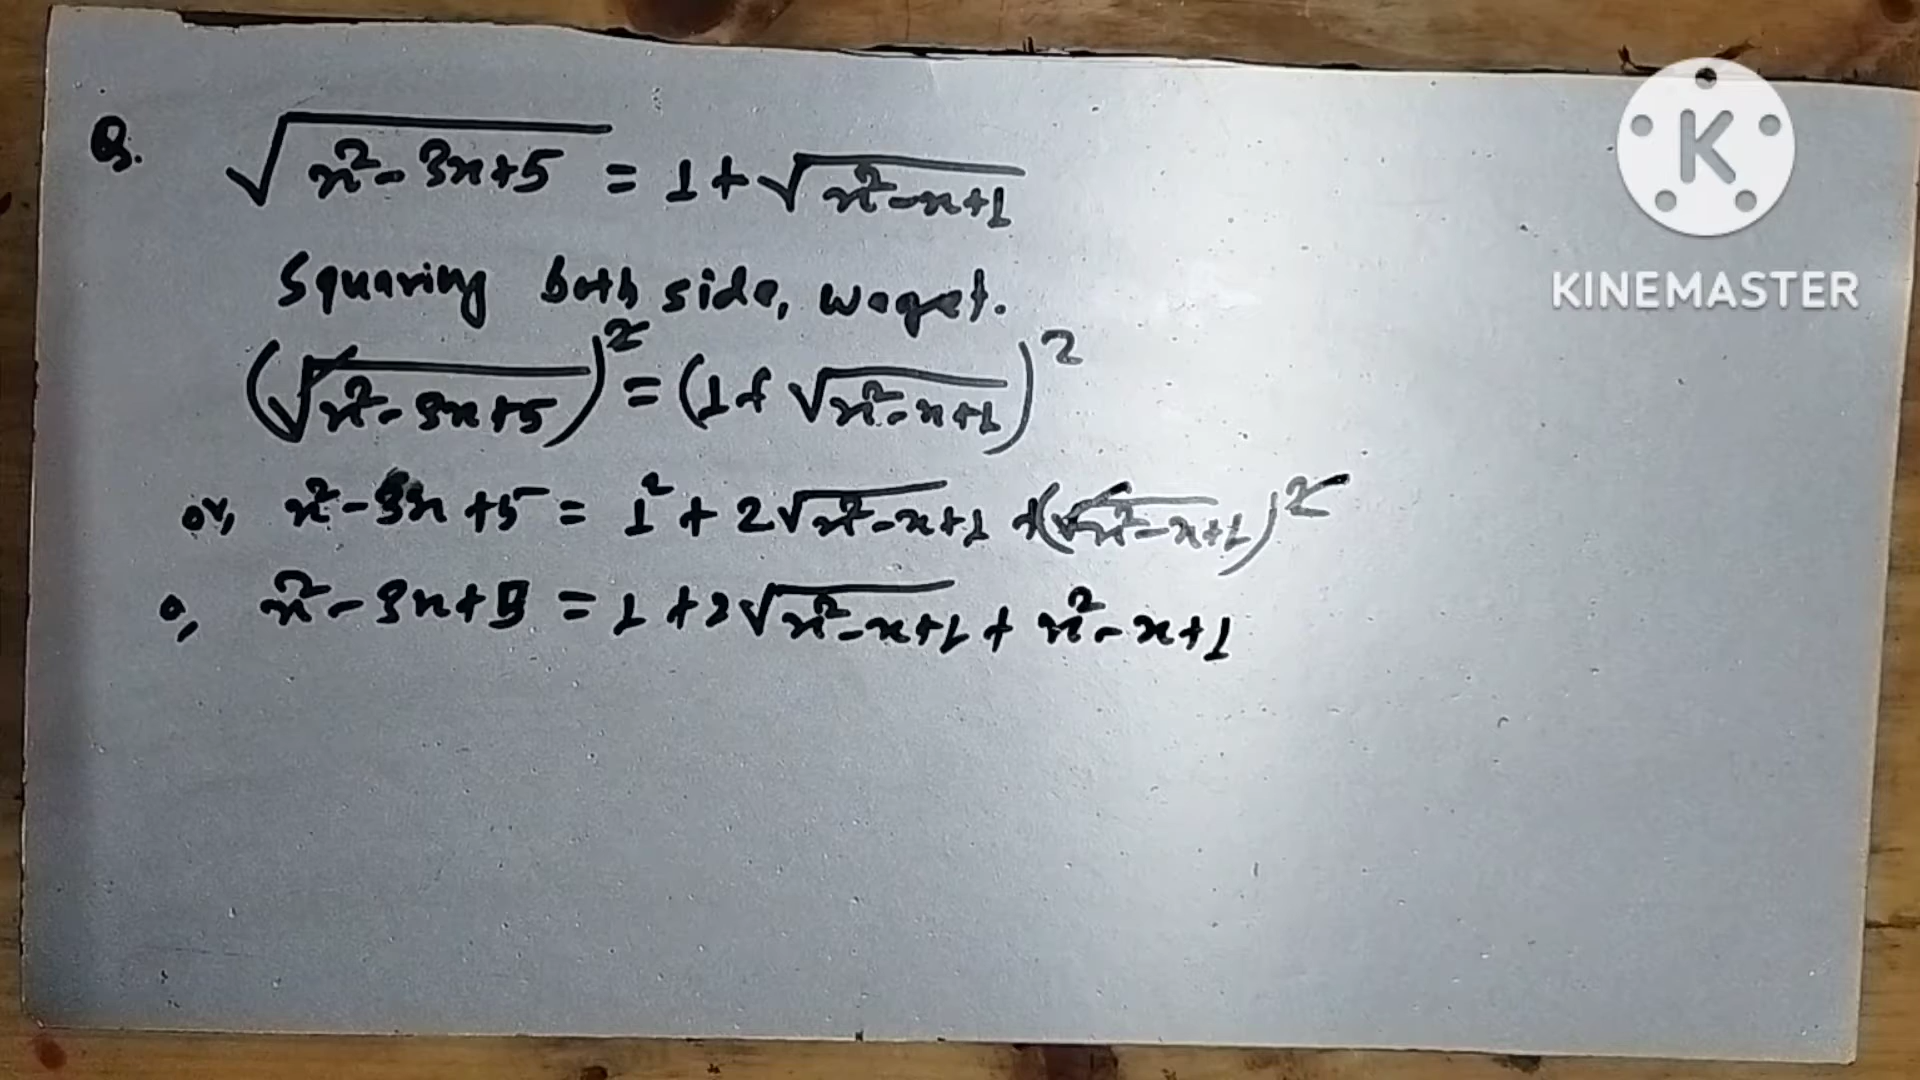 Q. √(x²-3x+5) = 1+√(x²-x+1)
Squaring both side, we get.
(√(x²-3x+5))² = (1+√(x²-x+1))²
or, x²-3x+5 = 1²+2√(x²-x+1)+(√(x²-x+1))²
o, x²-3x+5 = 1+2√(x²-x+1)+x²-x+1
K
KINEMASTER